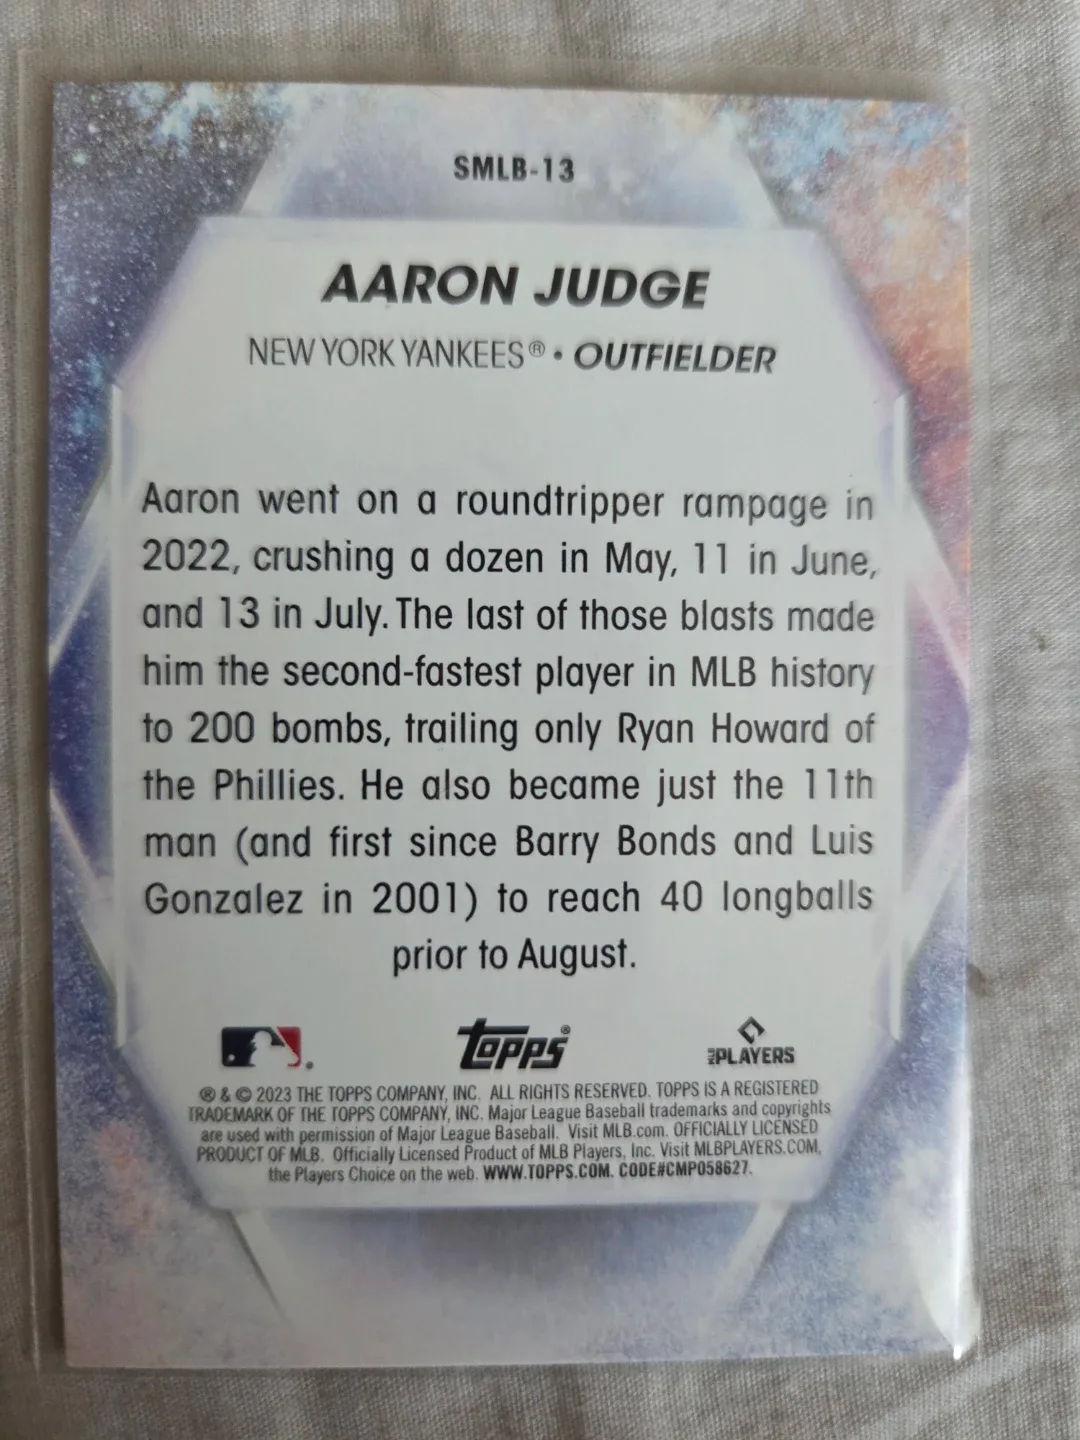 SMLB-13
AARON JUDGE
NEW YORK YANKEES® • OUTFIELDER
Aaron went on a roundtripper rampage in
2022, crushing a dozen in May, 11 in June,
and 13 in July. The last of those blasts made
him the second-fastest player in MLB history
to 200 bombs, trailing only Ryan Howard of
the Phillies. He also became just the 11th
man (and first since Barry Bonds and Luis
Gonzalez in 2001) to reach 40 longballs
prior to August.
Topps® MLB PLAYERS
® & © 2023 THE TOPPS COMPANY, INC. ALL RIGHTS RESERVED. TOPPS IS A REGISTERED
TRADEMARK OF THE TOPPS COMPANY, INC. Major League Baseball trademarks and copyrights
are used with permission of Major League Baseball. Visit MLB.com. OFFICIALLY LICENSED
PRODUCT OF MLB. Officially Licensed Product of MLB Players, Inc. Visit MLBPLAYERS.COM,
the Players Choice on the web. WWW.TOPPS.COM. CODE#CMP058627.